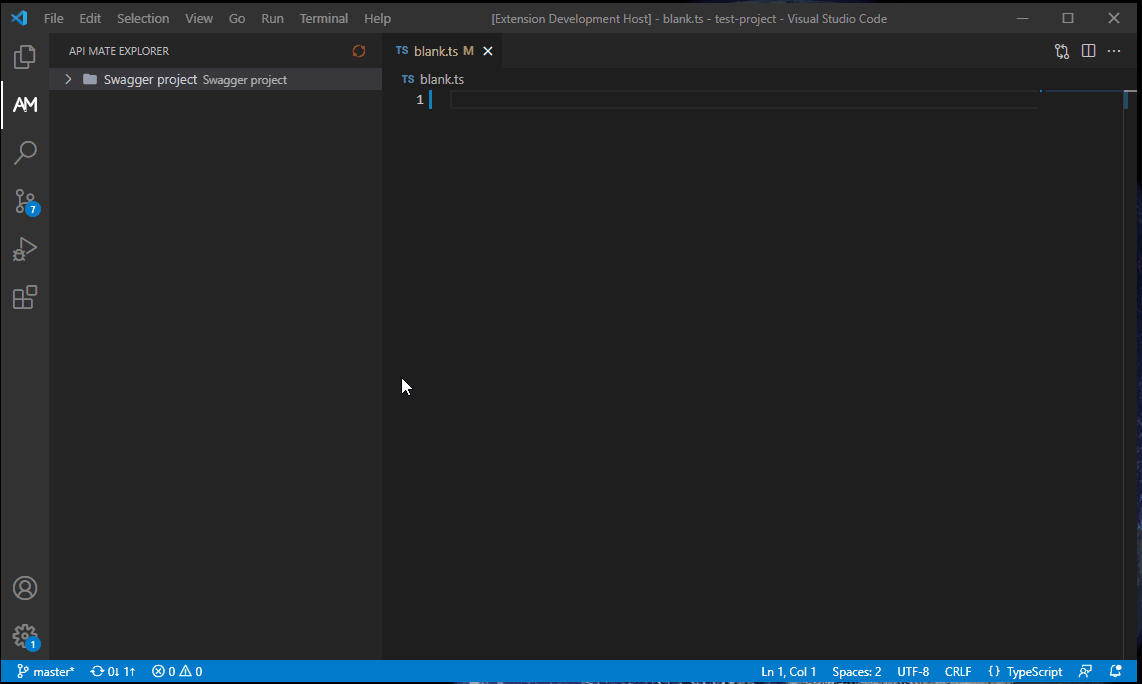 File Edit Selection View Go Run Terminal Help [Extension Development Host] - blank.ts - test-project - Visual Studio Code
API MATE EXPLORER
TS blank.ts M
Swagger project Swagger project
TS blank.ts
1
AM
7
1
master* 0↓ 1↑ 0 0 Ln 1, Col 1 Spaces: 2 UTF-8 CRLF {} TypeScript